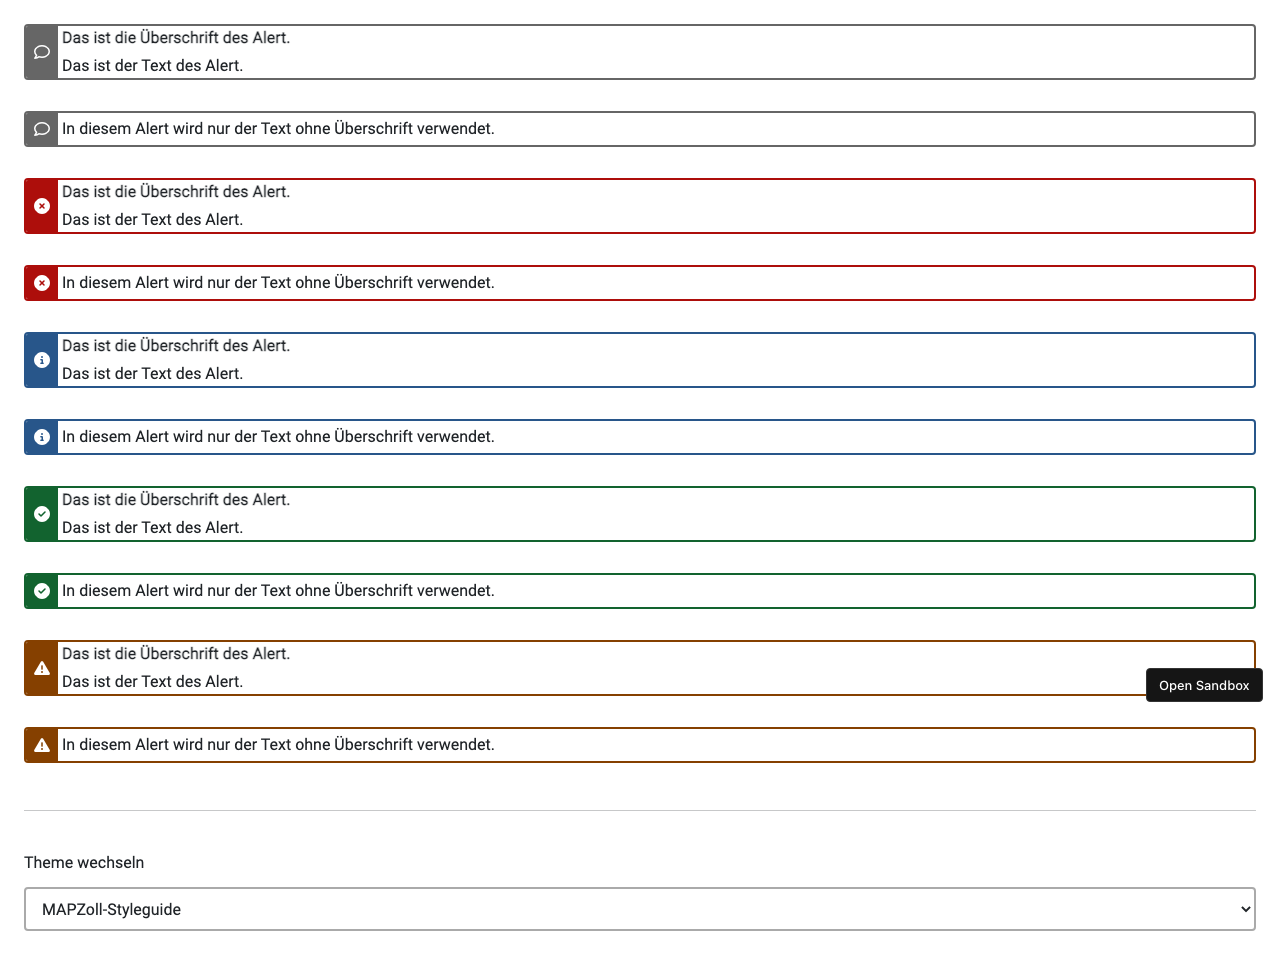 Das ist die Überschrift des Alert.
Das ist der Text des Alert.
In diesem Alert wird nur der Text ohne Überschrift verwendet.
Das ist die Überschrift des Alert.
Das ist der Text des Alert.
In diesem Alert wird nur der Text ohne Überschrift verwendet.
Das ist die Überschrift des Alert.
Das ist der Text des Alert.
In diesem Alert wird nur der Text ohne Überschrift verwendet.
Das ist die Überschrift des Alert.
Das ist der Text des Alert.
In diesem Alert wird nur der Text ohne Überschrift verwendet.
Das ist die Überschrift des Alert.
Das ist der Text des Alert.
Open Sandbox
In diesem Alert wird nur der Text ohne Überschrift verwendet.
Theme wechseln
MAPZoll-Styleguide